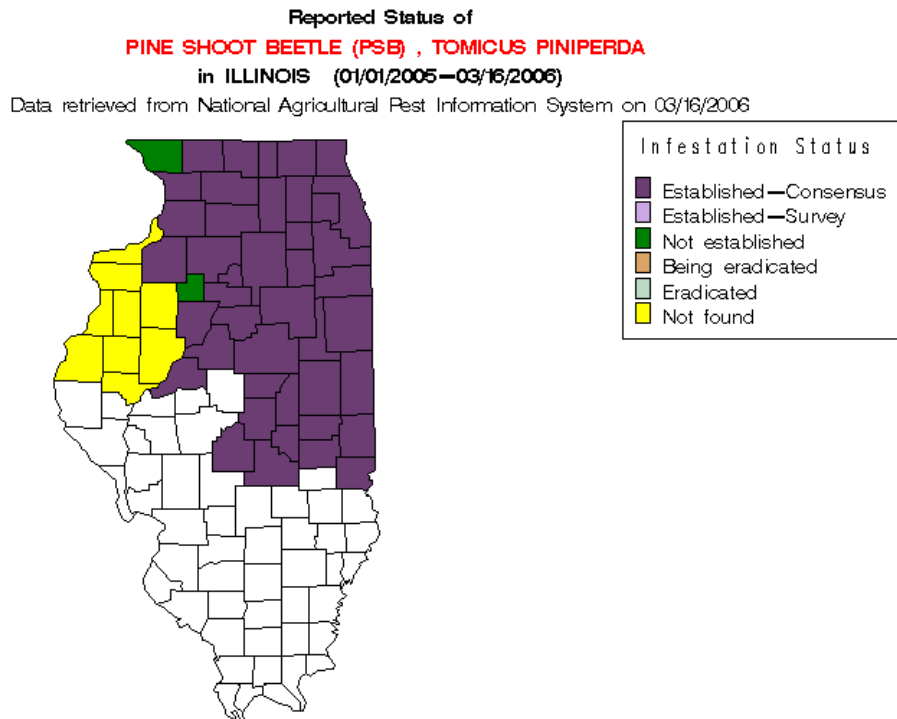 Reported Status of
PINE SHOOT BEETLE (PSB) , TOMICUS PINIPERDA
in ILLINOIS (01/01/2005—03/16/2006)
Data retrieved from National Agricultural Pest Information System on 03/16/2006
Infestation Status
Established—Consensus
Established—Survey
Not established
Being eradicated
Eradicated
Not found